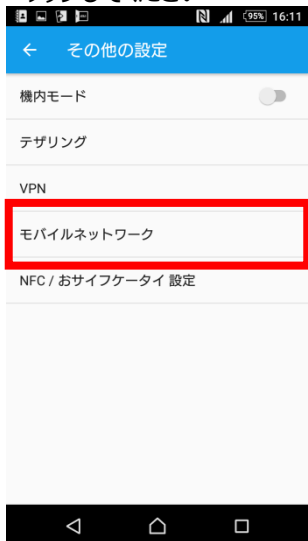 95% 16:11
その他の設定
機内モード
テザリング
VPN
モバイルネットワーク
NFC / おサイフケータイ 設定